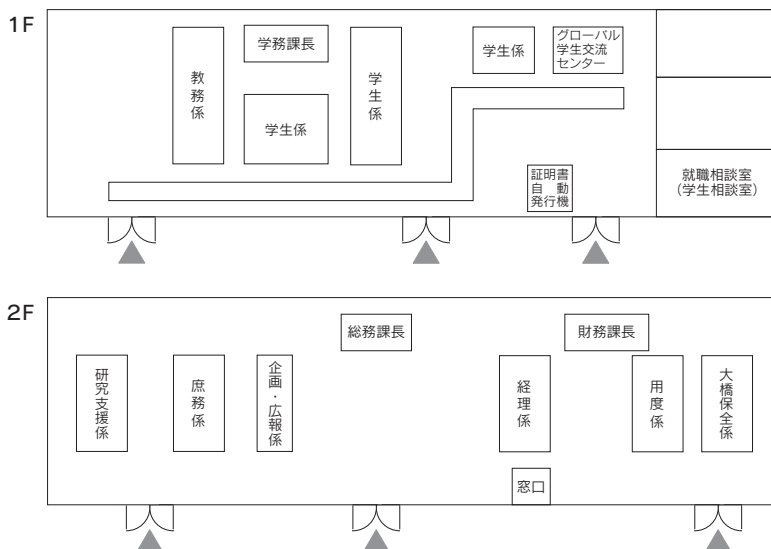 1F
学務課長
学生係
グローバル
学生交流
センター
教務係
学生係
学生係
証明書
自動
発行機
就職相談室
(学生相談室)
2F
総務課長
財務課長
研究支援係
庶務係
企画・広報係
経理係
用度係
大橋保全係
窓口